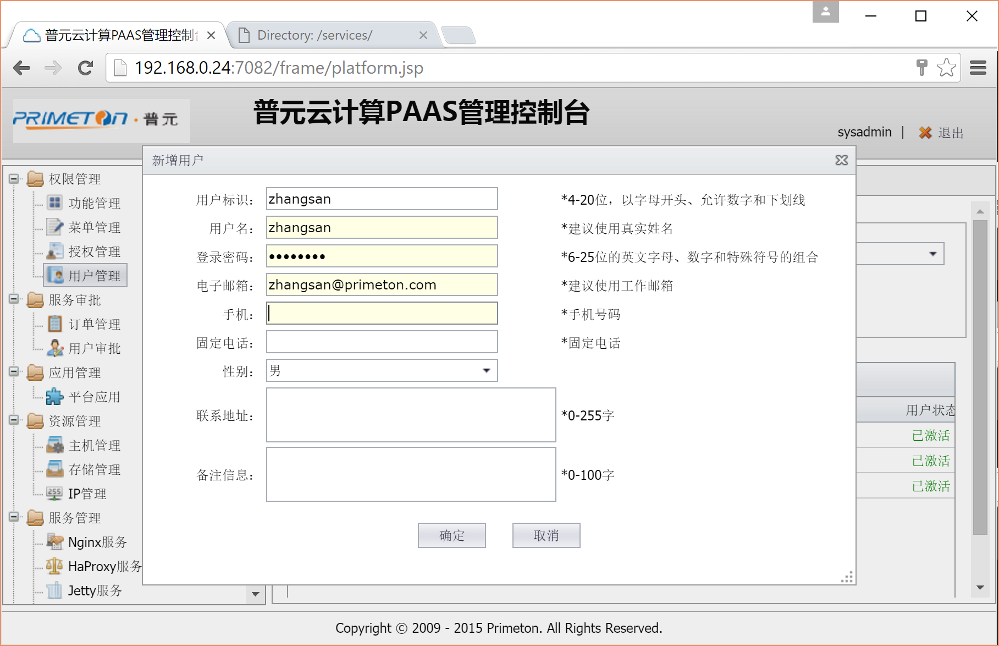 普元云计算PAAS管理控制
Directory: /services/
192.168.0.24:7082/frame/platform.jsp
PRIMETON·普元
普元云计算PAAS管理控制台
sysadmin | 退出
新增用户
权限管理
功能管理
菜单管理
授权管理
用户管理
服务审批
订单管理
用户审批
应用管理
平台应用
资源管理
主机管理
存储管理
255
IP管理
服务管理
Nginx服务
HaProxy服务
Jetty服务
用户标识： zhangsan *4-20位，以字母开头、允许数字和下划线
用户名： zhangsan *建议使用真实姓名
登录密码： •••••••• *6-25位的英文字母、数字和特殊符号的组合
电子邮箱： zhangsan@primeton.com *建议使用工作邮箱
手机： *手机号码
固定电话： *固定电话
性别： 男
联系地址： *0-255字
备注信息： *0-100字
确定 取消
用户状态
已激活
已激活
已激活
Copyright © 2009 - 2015 Primeton. All Rights Reserved.